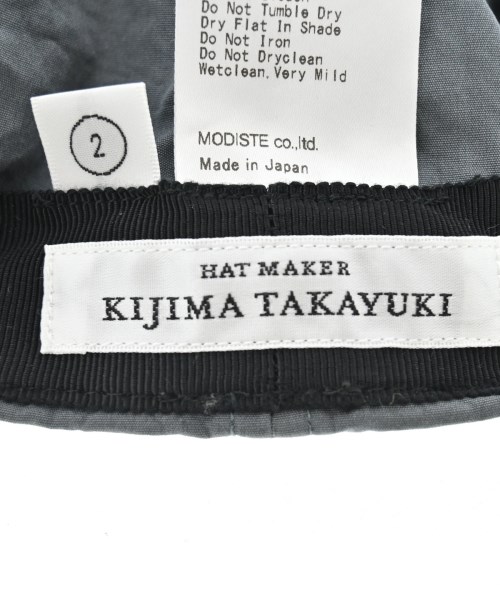 Do Not Tumble Dry
Dry Flat In Shade
Do Not Iron
Do Not Dryclean
Wetclean,Very Mild
MODISTE co.,ltd.
Made in Japan
2
HAT MAKER
KIJIMA TAKAYUKI